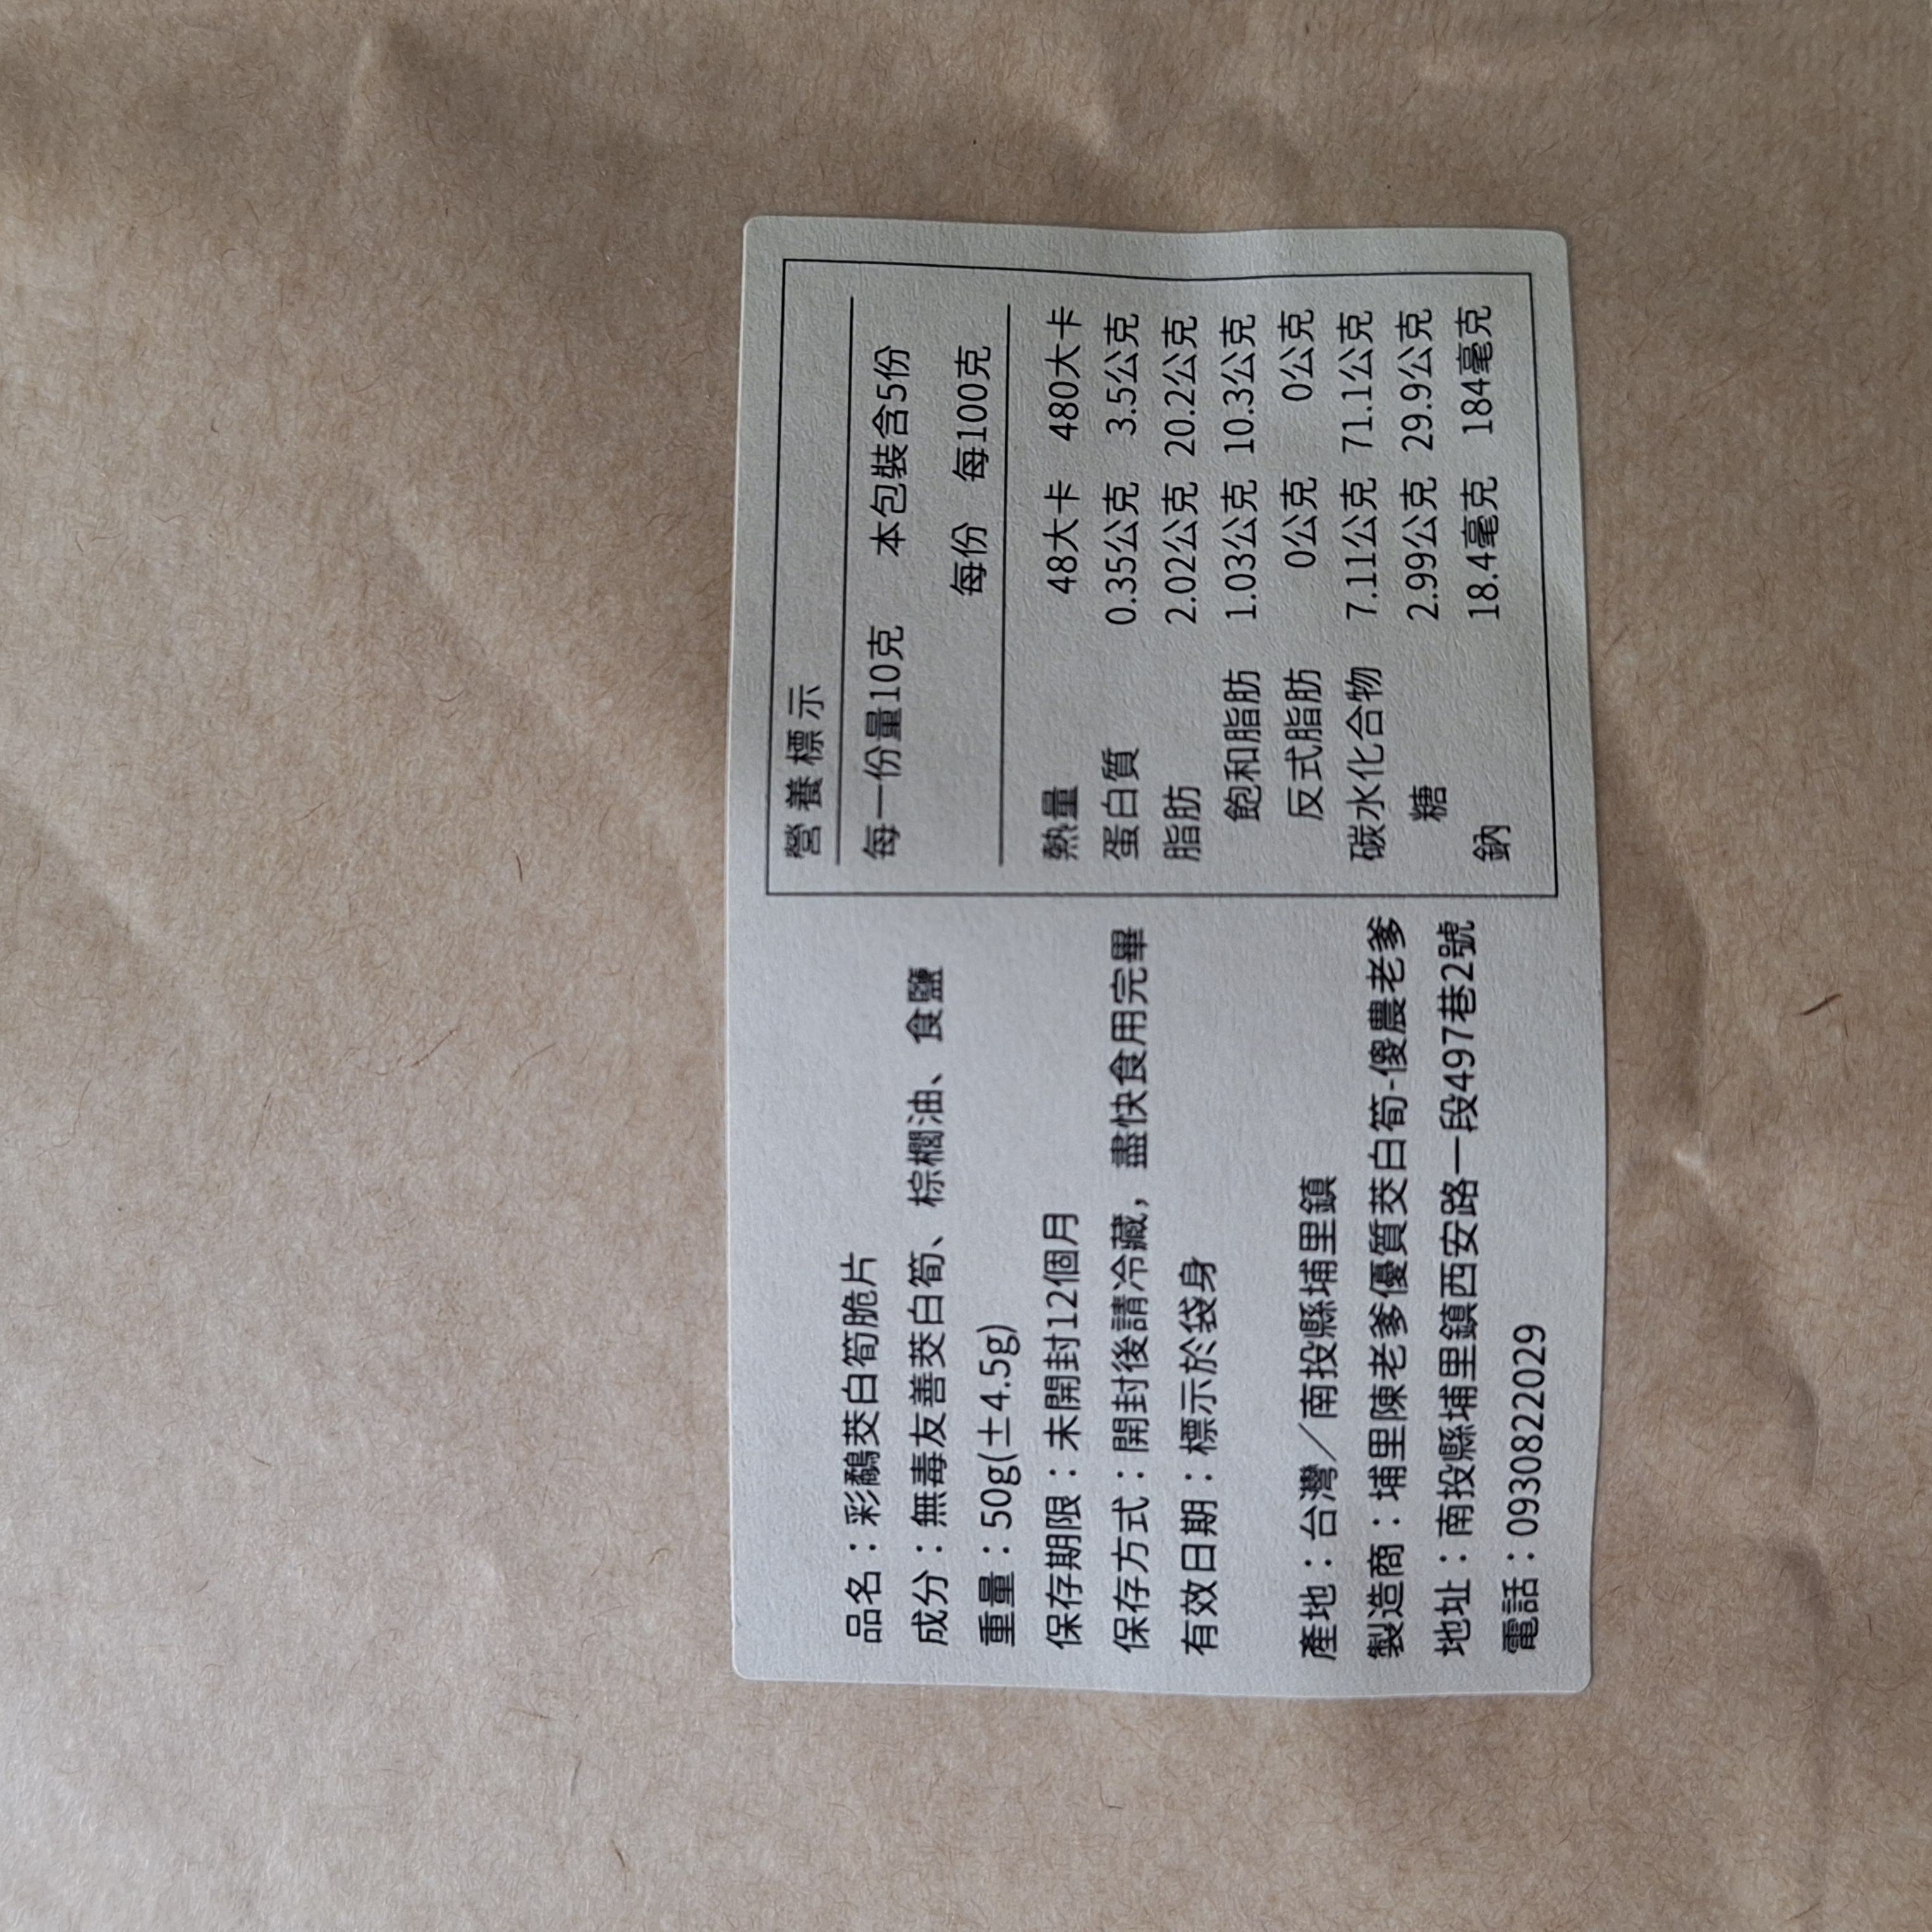 品名：彩鷸茭白筍脆片
成分：無毒友善茭白筍、棕櫚油、食鹽
重量：50g(±4.5g)
保存期限：未開封12個月
保存方式：開封後請冷藏，盡快食用完畢
有效日期：標示於袋身
產地：台灣／南投縣埔里鎮
製造商：埔里陳老爹優質茭白筍-傻農老爹
地址：南投縣埔里鎮西安路一段497巷2號
電話：0930822029
營養標示
每一份量10克 本包裝含5份
每份 每100克
熱量 48大卡 480大卡
蛋白質 0.35公克 3.5公克
脂肪 2.02公克 20.2公克
飽和脂肪 1.03公克 10.3公克
反式脂肪 0公克 0公克
碳水化合物 7.11公克 71.1公克
糖 2.99公克 29.9公克
鈉 18.4毫克 184毫克